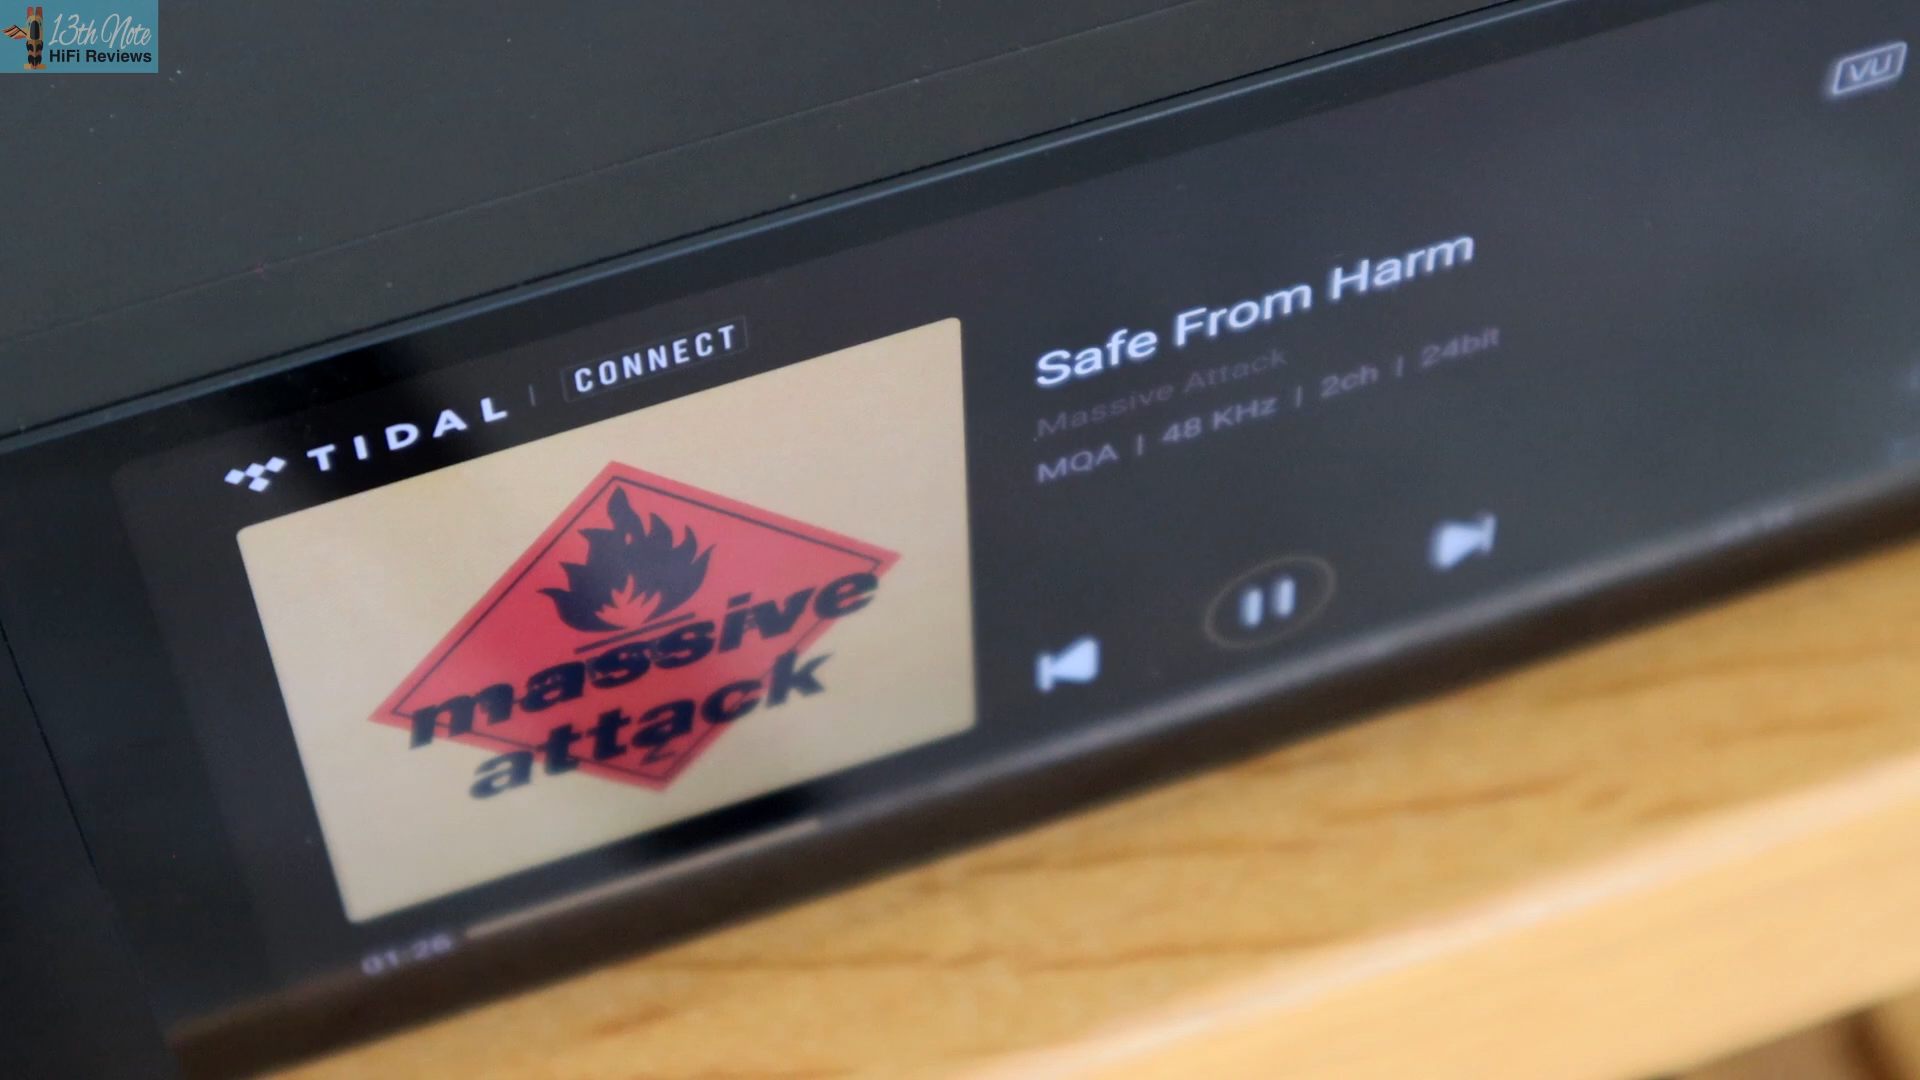 13th Note
HiFi Reviews
VU
TIDAL | CONNECT
Safe From Harm
Massive Attack
MQA | 48 KHz | 2ch | 24bit
massive
attack
01:26